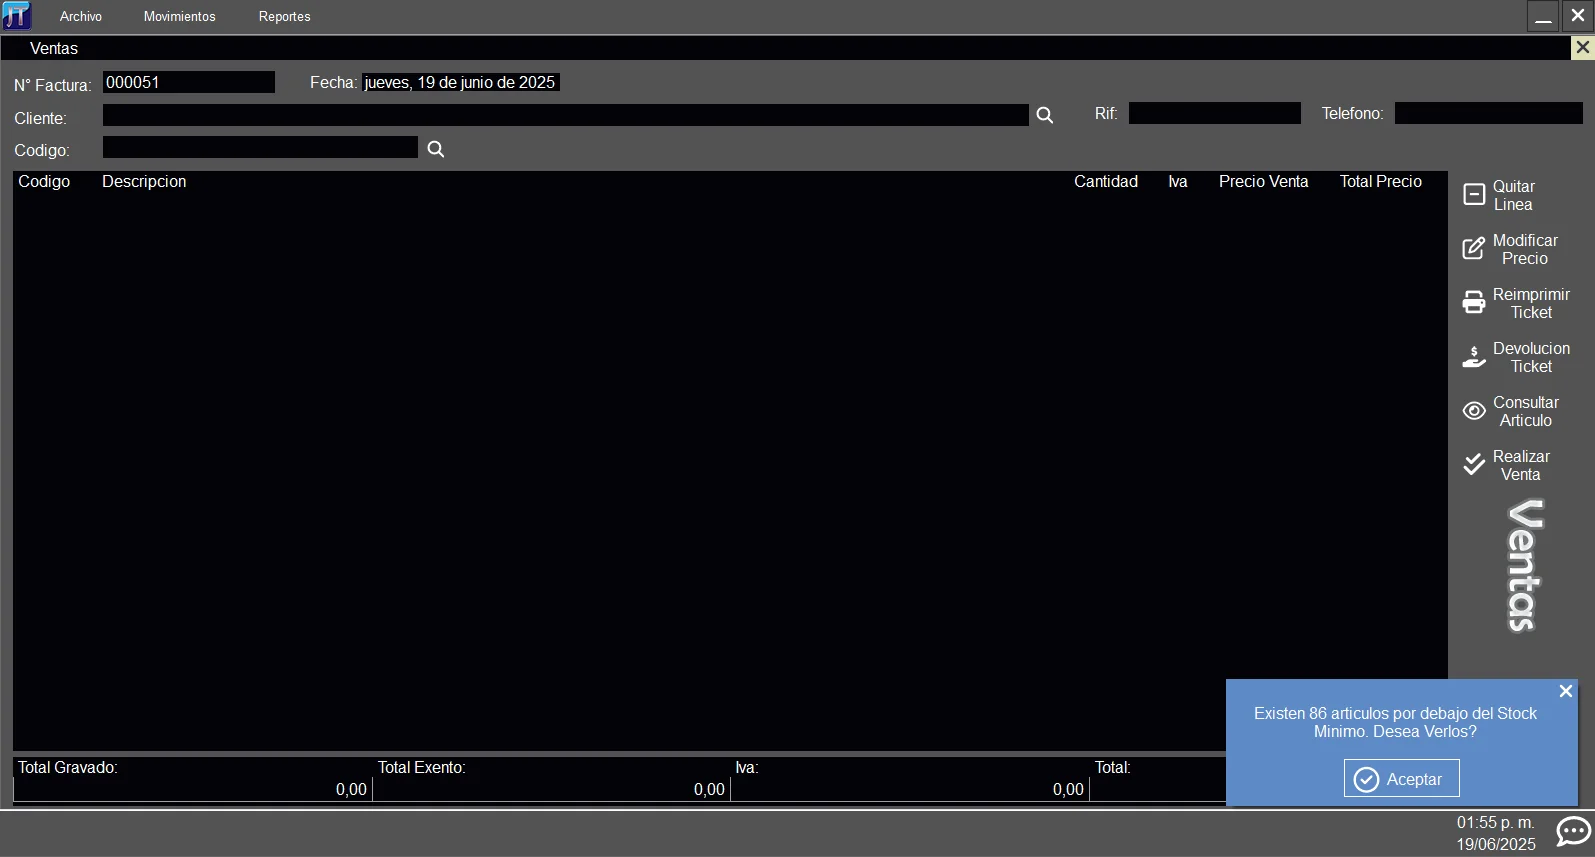 JT Archivo Movimientos Reportes
Ventas
N° Factura: 000051 Fecha: jueves, 19 de junio de 2025
Cliente: Rif: Telefono:
Codigo:
Codigo Descripcion Cantidad Iva Precio Venta Total Precio
Quitar
Linea
Modificar
Precio
Reimprimir
Ticket
Devolucion
Ticket
Consultar
Articulo
Realizar
Venta
Ventas
Existen 86 articulos por debajo del Stock
Minimo. Desea Verlos?
Aceptar
Total Gravado: Total Exento: Iva: Total:
0,00 0,00 0,00
01:55 p. m.
19/06/2025